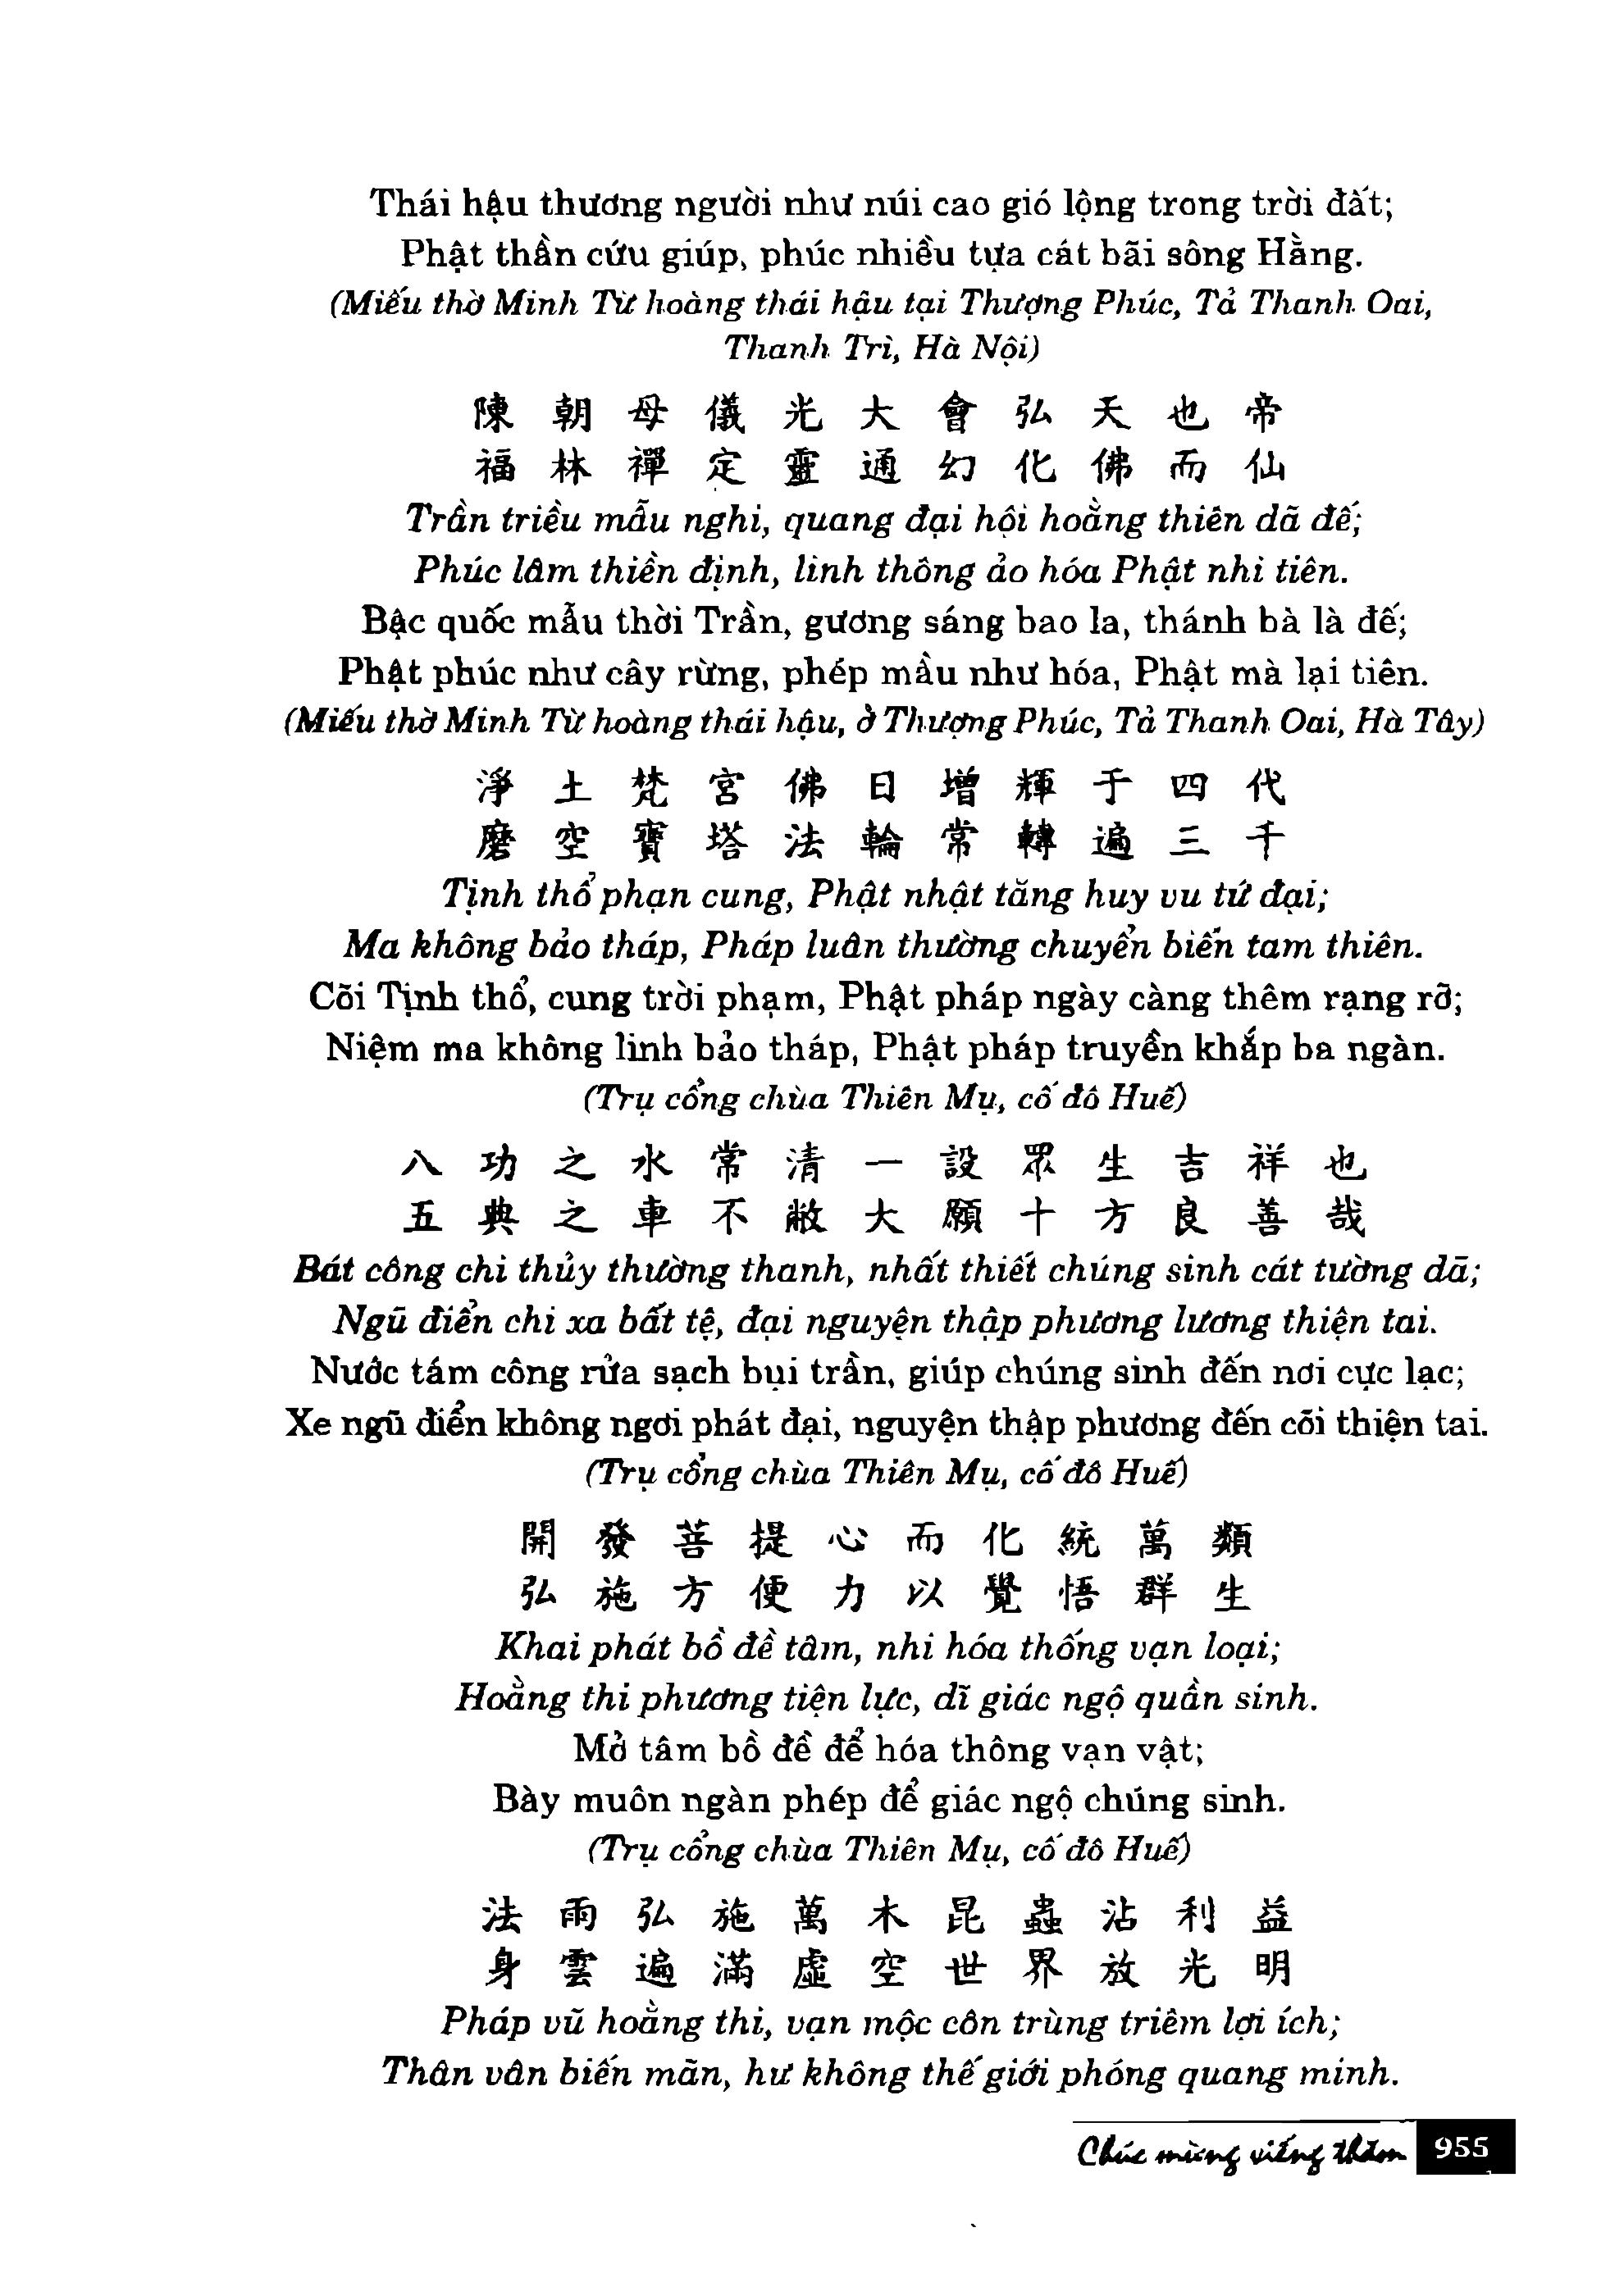 Thái hậu thương người như núi cao gió lộng trong trời đất;
Phật thần cứu giúp, phúc nhiều tựa cát bãi sông Hằng.
(Miếu thờ Minh Từ hoàng thái hậu tại Thượng Phúc, Tả Thanh Oai,
Thanh Trì, Hà Nội)
陳朝母儀光大會弘天也帝
福林禪定靈通幻化佛而仙
Trần triều mẫu nghi, quang đại hội hoằng thiên dã đế;
Phúc lâm thiền định, linh thông ảo hóa Phật nhi tiên.
Bậc quốc mẫu thời Trần, gương sáng bao la, thánh bà là đế;
Phật phúc như cây rừng, phép mầu như hóa, Phật mà lại tiên.
(Miếu thờ Minh Từ hoàng thái hậu, ở Thượng Phúc, Tả Thanh Oai, Hà Tây)
淨土梵宮佛日增輝于四代
磨空寶塔法輪常轉遍三千
Tịnh thổ phạn cung, Phật nhật tăng huy vu tứ đại;
Ma không bảo tháp, Pháp luân thường chuyển biến tam thiên.
Cõi Tịnh thổ, cung trời phạm, Phật pháp ngày càng thêm rạng rỡ;
Niệm ma không linh bảo tháp, Phật pháp truyền khắp ba ngàn.
(Trụ cổng chùa Thiên Mụ, cố đô Huế)
八功之水常清一設眾生吉祥也
五典之車不敝大願十方良善哉
Bát công chi thủy thường thanh, nhất thiết chúng sinh cát tường dã;
Ngũ điển chi xa bất tệ, đại nguyện thập phương lương thiện tai.
Nước tám công rửa sạch bụi trần, giúp chúng sinh đến nơi cực lạc;
Xe ngũ điển không ngơi phát đại, nguyện thập phương đến cõi thiện tai.
(Trụ cổng chùa Thiên Mụ, cố đô Huế)
開發菩提心而化統萬類
弘施方便力以覺悟群生
Khai phát bồ đề tâm, nhi hóa thống vạn loại;
Hoằng thi phương tiện lực, dĩ giác ngộ quần sinh.
Mở tâm bồ đề để hóa thông vạn vật;
Bày muôn ngàn phép để giác ngộ chúng sinh.
(Trụ cổng chùa Thiên Mụ, cố đô Huế)
法雨弘施萬木昆蟲沾利益
身雲遍滿虛空世界放光明
Pháp vũ hoằng thi, vạn mộc côn trùng triêm lợi ích;
Thân vân biến mãn, hư không thế giới phóng quang minh.
Chúc mừng viếng thăm 955